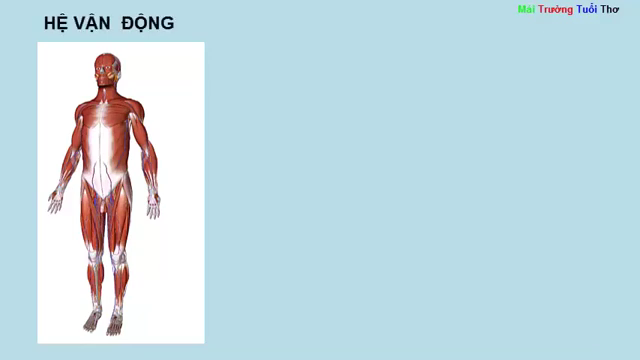 Mái Trường Tuổi Thơ
HỆ VẬN ĐỘNG